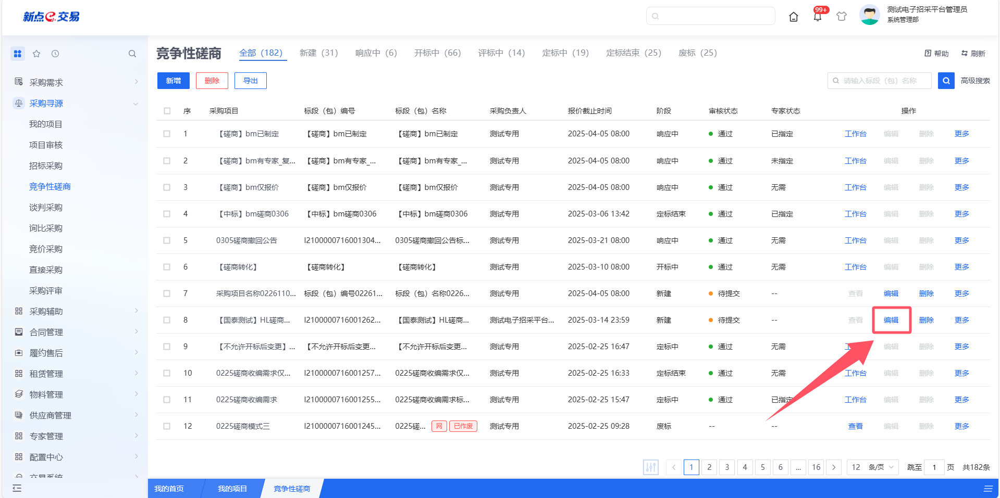 新点e交易
99+
测试电子招采平台管理员
系统管理部
采购需求
采购寻源
我的项目
项目审核
招标采购
竞争性磋商
谈判采购
询比采购
竞价采购
直接采购
采购评审
采购辅助
合同管理
履约售后
租赁管理
物料管理
供应商管理
专家管理
配置中心
交易系统
竞争性磋商 全部（182） 新建（31） 响应中（6） 开标中（66） 评标中（14） 定标中（19） 定标结束（25） 废标（25） 帮助 刷新
新增 删除 导出 请输入标段（包）名称 高级搜索
序 采购项目 标段（包）编号 标段（包）名称 采购负责人 报价截止时间 阶段 审核状态 专家状态 操作
1 【磋商】bm已制定 【磋商】bm已制定 【磋商】bm已制定 测试专用 2025-04-05 08:00 响应中 通过 已指定 工作台 编辑 删除 更多
2 【磋商】bm有专家_复... 【磋商】bm有专家_... 【磋商】bm有专家_... 测试专用 2025-04-05 08:00 响应中 通过 未指定 工作台 编辑 删除 更多
3 【磋商】bm仅报价 【磋商】bm仅报价 【磋商】bm仅报价 测试专用 2025-04-05 08:00 响应中 通过 无需 工作台 编辑 删除 更多
4 【中标】bm磋商0306 【中标】bm磋商0306 【中标】bm磋商0306 测试专用 2025-03-06 13:42 定标结束 通过 已指定 工作台 编辑 删除 更多
5 0305磋商撤回公告 I2100000716001304... 0305磋商撤回公告标... 测试专用 2025-03-21 08:00 响应中 通过 无需 工作台 编辑 删除 更多
6 【磋商转化】 【磋商转化】 【磋商转化】 测试专用 2025-03-10 08:00 开标中 通过 无需 工作台 编辑 删除 更多
7 采购项目名称0226110... 标段（包）编号02261... 标段（包）名称0226... 测试专用 2025-04-05 08:00 新建 待提交 -- 查看 编辑 删除 更多
8 【国泰测试】HL磋商... I2100000716001262... 【国泰测试】HL磋商... 测试电子招采平台... 2025-03-14 23:59 新建 待提交 -- 查看 编辑 删除 更多
9 【不允许开标后变更】... 【不允许开标后变更... 【不允许开标后变更... 测试专用 2025-02-25 16:47 定标中 通过 无需 工 编辑 删除 更多
10 0225磋商收编需求仅... I2100000716001257... 0225磋商收编需求仅... 测试专用 2025-02-25 16:33 定标结束 通过 无需 工作台 编辑 删除 更多
11 0225磋商收编需求 I2100000716001255... 0225磋商收编需求标... 测试专用 2025-02-25 15:47 定标中 通过 已指定 工作台 编辑 删除 更多
12 0225磋商模式三 I2100000716001245... 0225磋... 网 已作废 测试专用 2025-02-25 09:28 废标 -- -- 查看 编辑 删除 更多
1 2 3 4 5 6 ... 16 12 条/页 跳至 1 页 共182条
我的首页 我的项目 竞争性磋商